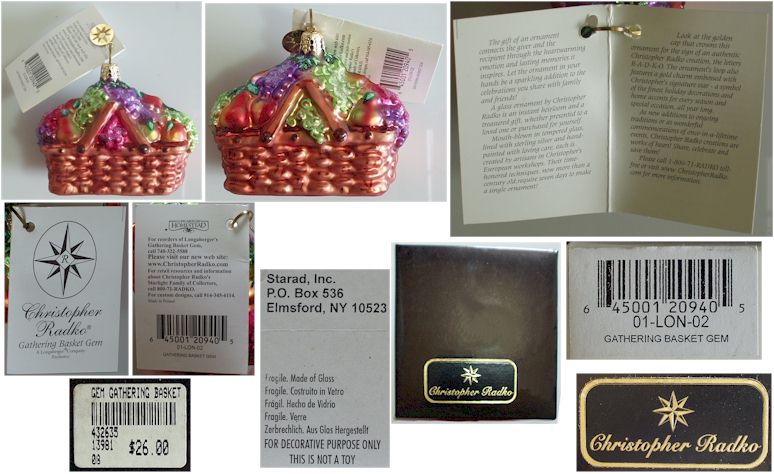 The gift of an ornament
connects the giver and the
recipient through the heartwarming
emotion and lasting memories it
inspires. Let the ornament in your
hands be a sparkling addition to the
celebrations you share with family
and friends!
A glass ornament by Christopher
Radko is an instant heirloom and a
treasured gift, whether presented to a
loved one or purchased for yourself.
Mouth-blown in tempered glass,
lined with sterling silver and hand-
painted with loving care, each is
created by artisans in Christopher's
European workshops. Their time-
honored techniques, now more than a
century old require seven days to make
a single ornament!
Look at the golden
cap that crowns this
ornament for the sign of an authentic
Christopher Radko creation, the letters
R-A-D-K-O. The ornament's loop also
features a gold charm embossed with
Christopher's signature star - a symbol
of the finest holiday decorations and
home accents for every season and
special occasion, all year long.
As new additions to ongoing
traditions or as wonderful
commemorations of once-in-a-lifetime
events, Christopher Radko creations are
works of heart! Share, celebrate and
save them!
Please call 1-800-71-RADKO toll-
free or visit www.ChristopherRadko.
com for more information.
R
Christopher
Radko®
Gathering Basket Gem
A Longaberger® Company
Exclusive
HOMESTEAD
For reorders of Longaberger's
Gathering Basket Gem,
call 740-322-5588
Please visit our new web site:
www.ChristopherRadko.com
For retail resources and information
about Christopher Radko's
Starlight Family of Collectors,
call 800-71-RADKO.
For custom designs, call 914-345-4114.
Made in Poland
6 45001 20940 5
01-LON-02
GATHERING BASKET GEM
Starad, Inc.
P.O. Box 536
Elmsford, NY 10523
Fragile. Made of Glass
Fragile. Costruito in Vetro
Frágil. Hecho de Vidrio
Fragile. Verre
Zerbrechlich. Aus Glas Hergestellt
FOR DECORATIVE PURPOSE ONLY
THIS IS NOT A TOY
Christopher Radko
6 45001 20940 5
01-LON-02
GATHERING BASKET GEM
GEM GATHERING BASKET
432635
13981
08
$26.00
Christopher Radko